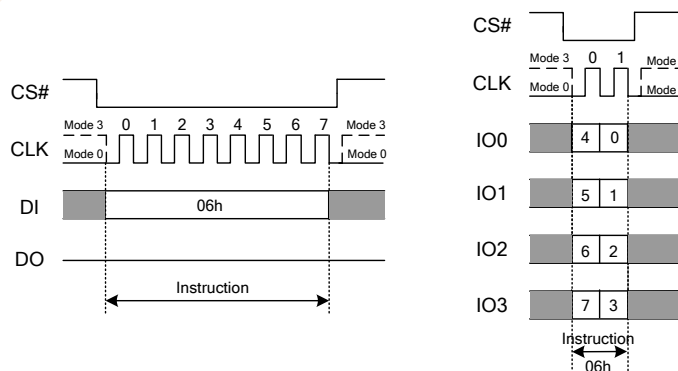 CS#
Mode 3 0 1 2 3 4 5 6 7 Mode 3
CLK
Mode 0 Mode 0
DI 06h
DO
Instruction
CS#
Mode 3 0 1 Mode
CLK
Mode 0 Mode
IO0 4 0
IO1 5 1
IO2 6 2
IO3 7 3
Instruction
06h